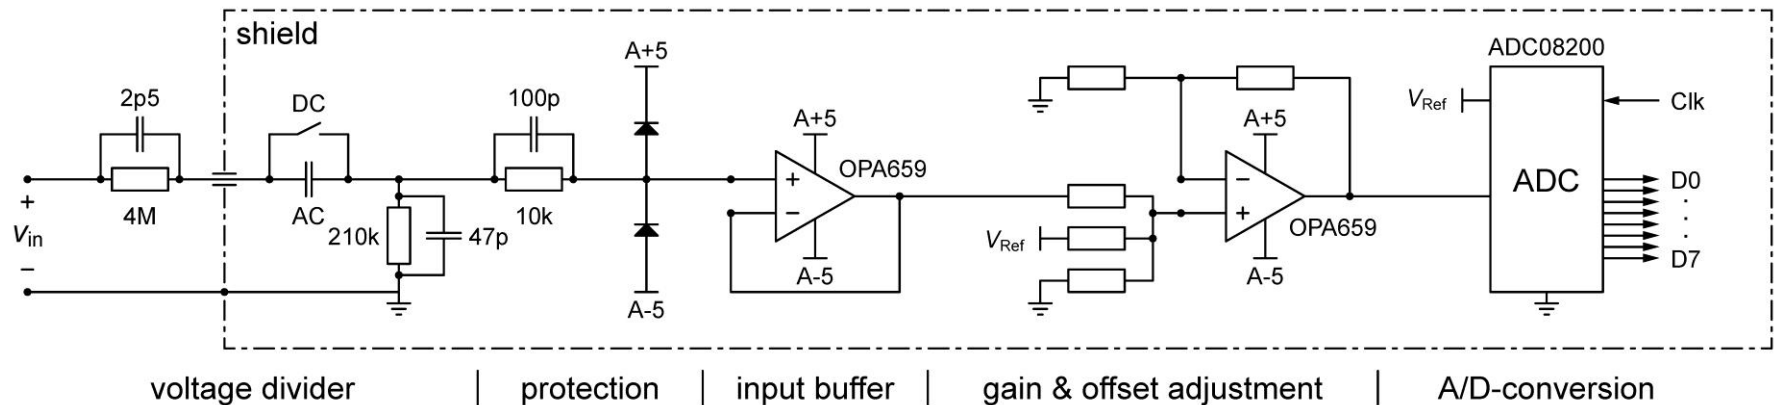 shield
ADC08200
A+5
2p5
DC
100p
V_Ref
Clk
A+5
A+5
OPA659
+
4M
AC
10k
+
−
−
+
ADC
D0
+
v_in
−
210k
47p
V_Ref
OPA659
.
.
.
A-5
A-5
D7
A-5
voltage divider | protection | input buffer | gain & offset adjustment | A/D-conversion